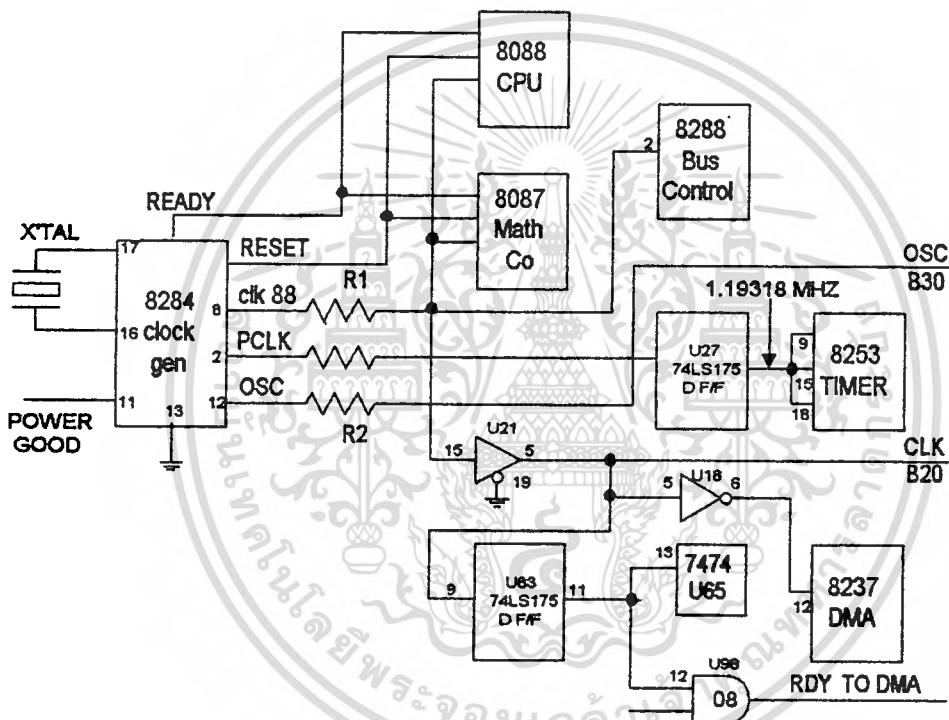 8088
CPU
8288
Bus
Control
2
8087
Math
Co
READY
X'TAL
17
RESET
8284
clock
gen
clk 88
8
R1
16
PCLK
2
OSC
12
R2
11
13
POWER
GOOD
OSC
B30
1.19318 MHZ
U27
74LS175
D F/F
9
15
18
8253
TIMER
U21
15
5
19
CLK
B20
U18
5
6
9
U63
74LS175
D F/F
11
13
7474
U65
12
8237
DMA
U98
12
08
RDY TO DMA